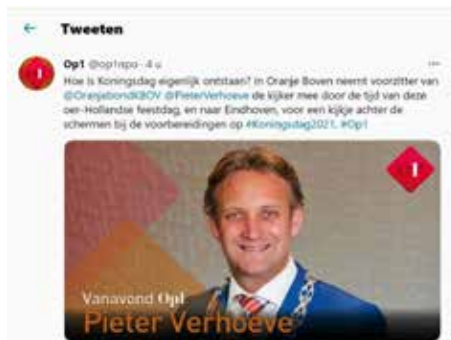 ← Tweeten
Op1 @op1npo · 4 u
Hoe is Koningsdag eigenlijk ontstaan? In Oranje Boven neemt voorzitter van
@OranjebondKBOV @PieterVerhoeve de kijker mee door de tijd van deze
oer-Hollandse feestdag, en naar Eindhoven, voor een kijkje achter de
schermen bij de voorbereidingen op #Koningsdag2021. #Op1
1
1
Vanavond Op1
Pieter Verhoeve